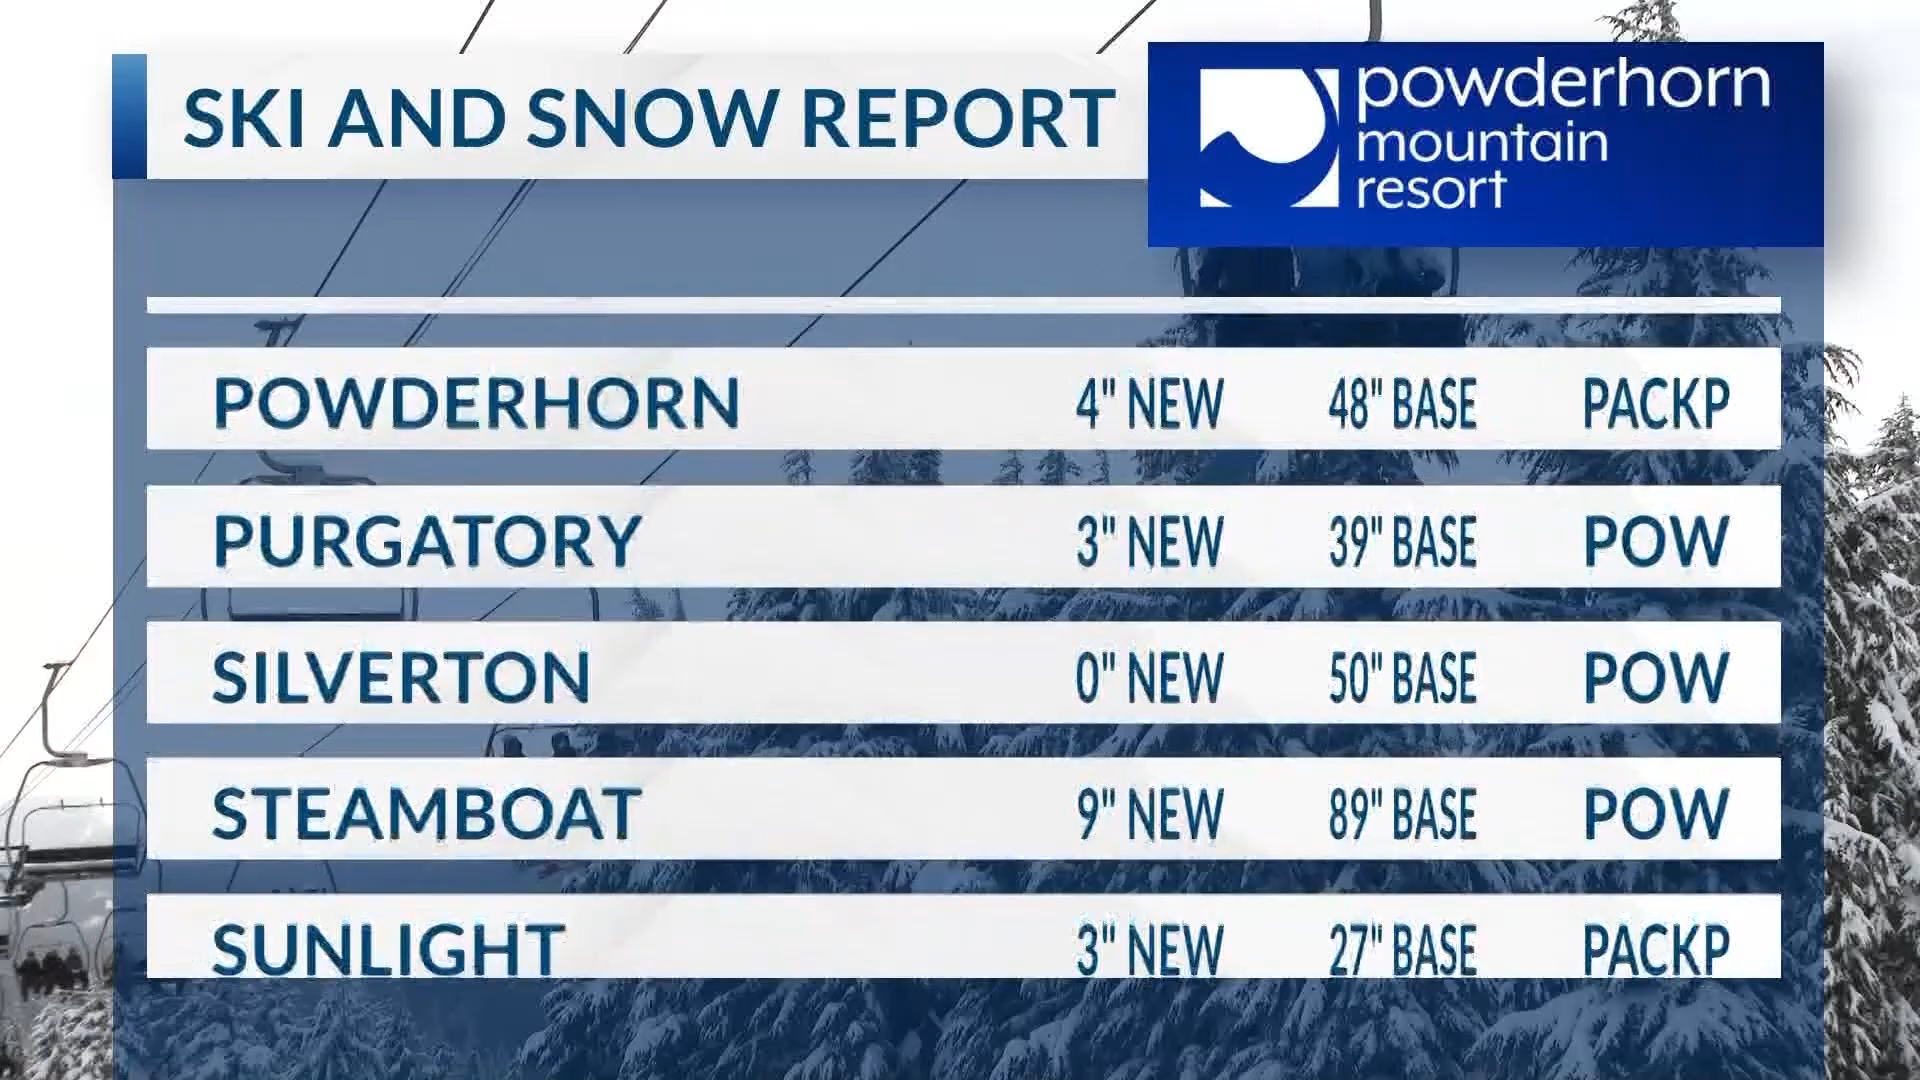 SKI AND SNOW REPORT
powderhorn
mountain
resort
POWDERHORN 4" NEW 48" BASE PACKP
PURGATORY 3" NEW 39" BASE POW
SILVERTON 0" NEW 50" BASE POW
STEAMBOAT 9" NEW 89" BASE POW
SUNLIGHT 3" NEW 27" BASE PACKP